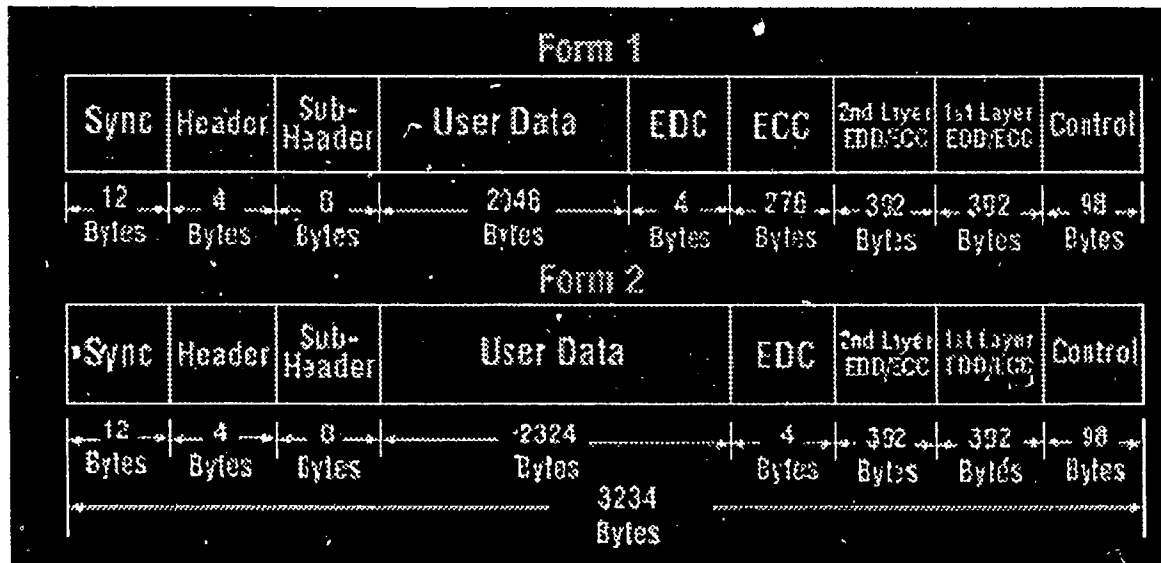 Form 1
Sync Header Sub-Header User Data EDC ECC 2nd Layer EDD/ECC 1st Layer EDD/ECC Control
12 Bytes 4 Bytes 8 Bytes 2048 Bytes 4 Bytes 276 Bytes 392 Bytes 392 Bytes 98 Bytes
Form 2
Sync Header Sub-Header User Data EDC 2nd Layer EDD/ECC 1st Layer EDD/ECC Control
12 Bytes 4 Bytes 8 Bytes 2324 Bytes 4 Bytes 392 Bytes 392 Bytes 98 Bytes
3234 Bytes